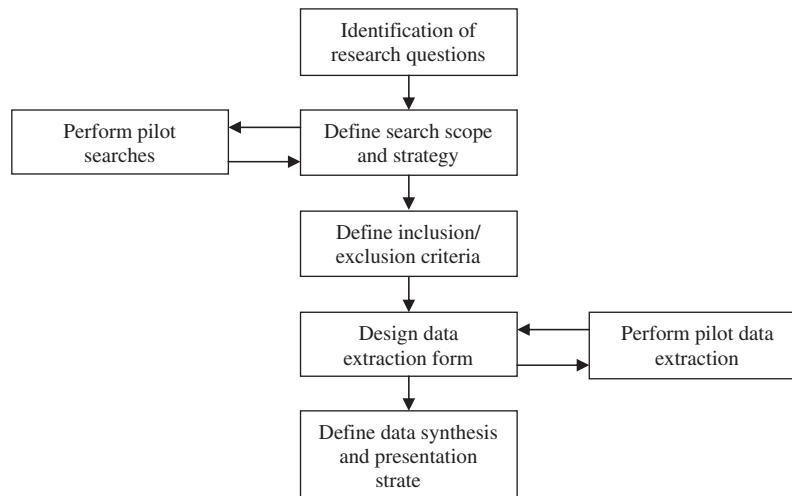 Identification of
research questions
Perform pilot
searches
Define search scope
and strategy
Define inclusion/
exclusion criteria
Design data
extraction form
Perform pilot data
extraction
Define data synthesis
and presentation
strate